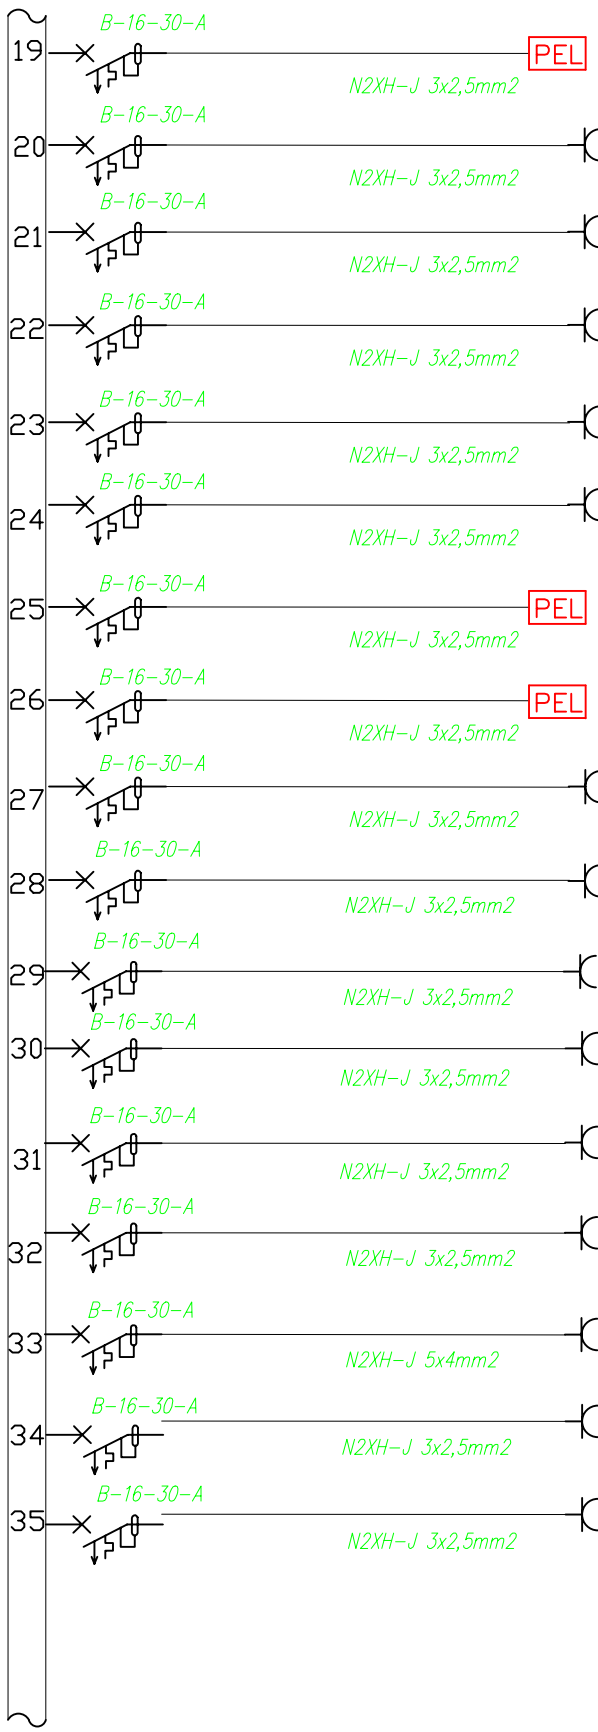 B-16-30-A
19 PEL
N2XH-J 3x2,5mm2
B-16-30-A
20
N2XH-J 3x2,5mm2
B-16-30-A
21
N2XH-J 3x2,5mm2
B-16-30-A
22
N2XH-J 3x2,5mm2
B-16-30-A
23
N2XH-J 3x2,5mm2
B-16-30-A
24
N2XH-J 3x2,5mm2
B-16-30-A
25 PEL
N2XH-J 3x2,5mm2
B-16-30-A
26 PEL
N2XH-J 3x2,5mm2
B-16-30-A
27
N2XH-J 3x2,5mm2
B-16-30-A
28
N2XH-J 3x2,5mm2
B-16-30-A
29
N2XH-J 3x2,5mm2
B-16-30-A
30
N2XH-J 3x2,5mm2
B-16-30-A
31
N2XH-J 3x2,5mm2
B-16-30-A
32
N2XH-J 3x2,5mm2
B-16-30-A
33
N2XH-J 5x4mm2
B-16-30-A
34
N2XH-J 3x2,5mm2
B-16-30-A
35
N2XH-J 3x2,5mm2